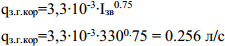 qз.г.кор=3,3·10-3·Iзв0.75
qз.г.кор=3,3·10-3·3300·75 = 0.256 л/с